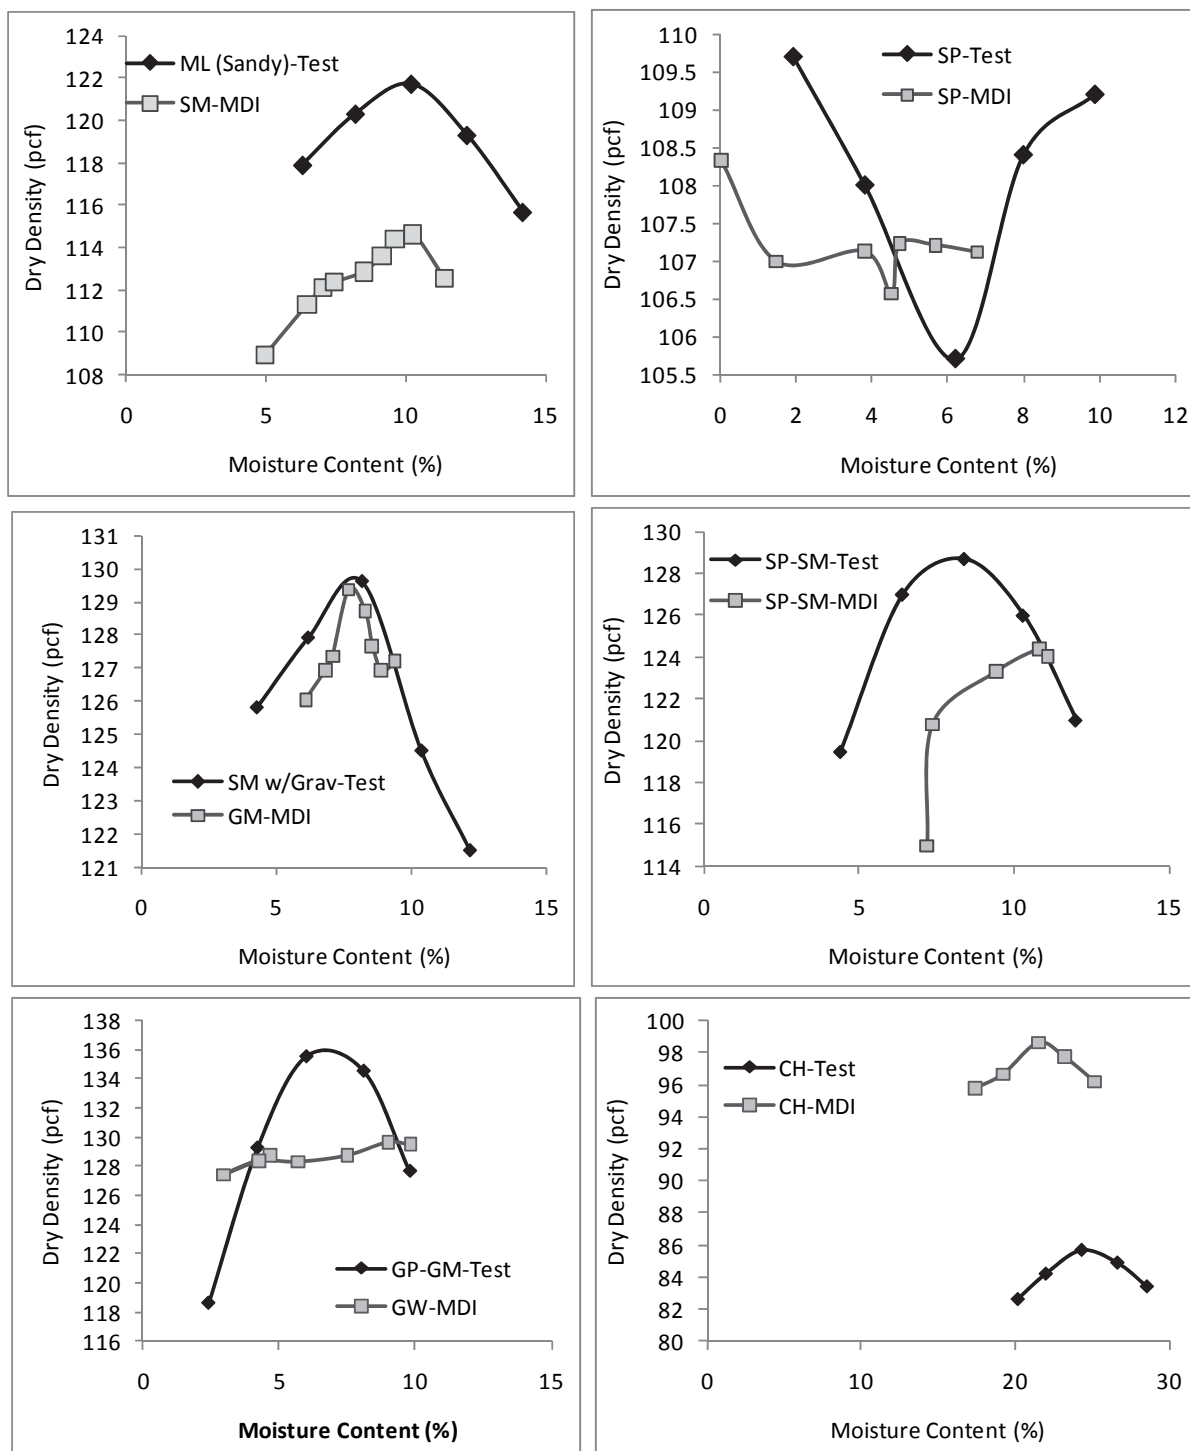 124
122
120
118
116
114
112
110
108
Dry Density (pcf)
ML (Sandy)-Test
SM-MDI
0 5 10 15
Moisture Content (%)
110
109.5
109
108.5
108
107.5
107
106.5
106
105.5
Dry Density (pcf)
SP-Test
SP-MDI
0 2 4 6 8 10 12
Moisture Content (%)
131
130
129
128
127
126
125
124
123
122
121
Dry Density (pcf)
SM w/Grav-Test
GM-MDI
0 5 10 15
Moisture Content (%)
130
128
126
124
122
120
118
116
114
Dry Density (pcf)
SP-SM-Test
SP-SM-MDI
0 5 10 15
Moisture Content (%)
138
136
134
132
130
128
126
124
122
120
118
116
Dry Density (pcf)
GP-GM-Test
GW-MDI
0 5 10 15
Moisture Content (%)
100
98
96
94
92
90
88
86
84
82
80
Dry Density (pcf)
CH-Test
CH-MDI
0 10 20 30
Moisture Content (%)